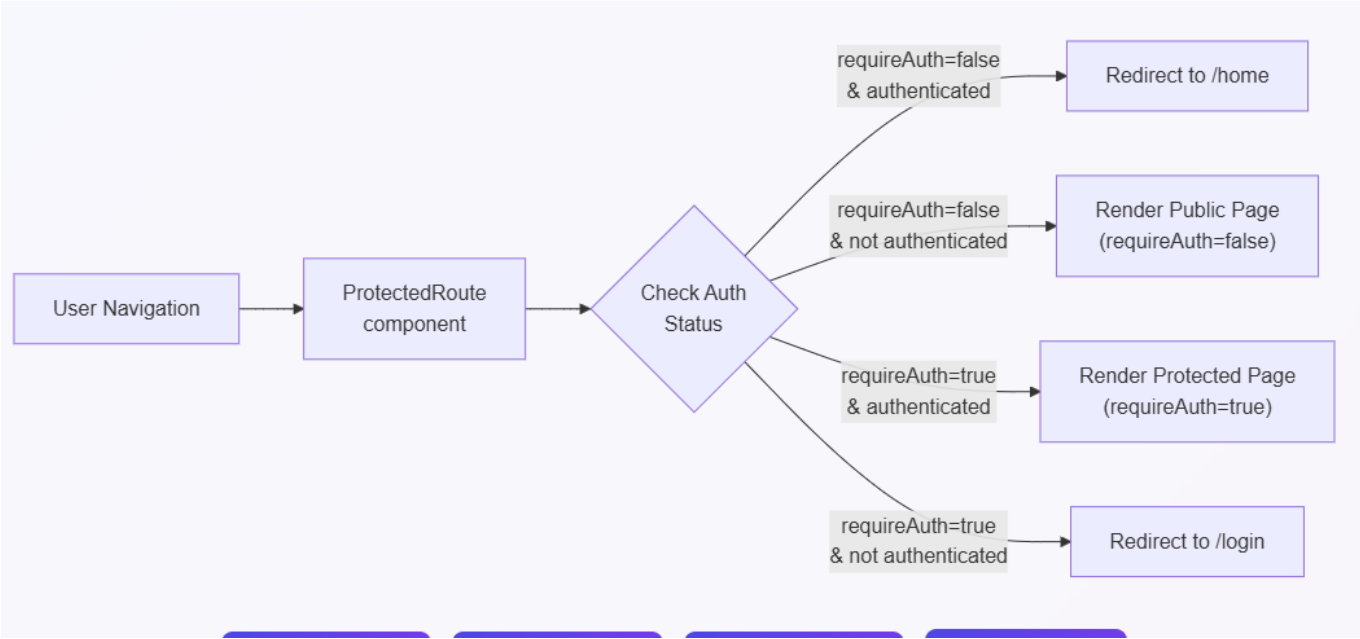 User Navigation
ProtectedRoute
component
Check Auth
Status
requireAuth=false
& authenticated
Redirect to /home
requireAuth=false
& not authenticated
Render Public Page
(requireAuth=false)
requireAuth=true
& authenticated
Render Protected Page
(requireAuth=true)
requireAuth=true
& not authenticated
Redirect to /login